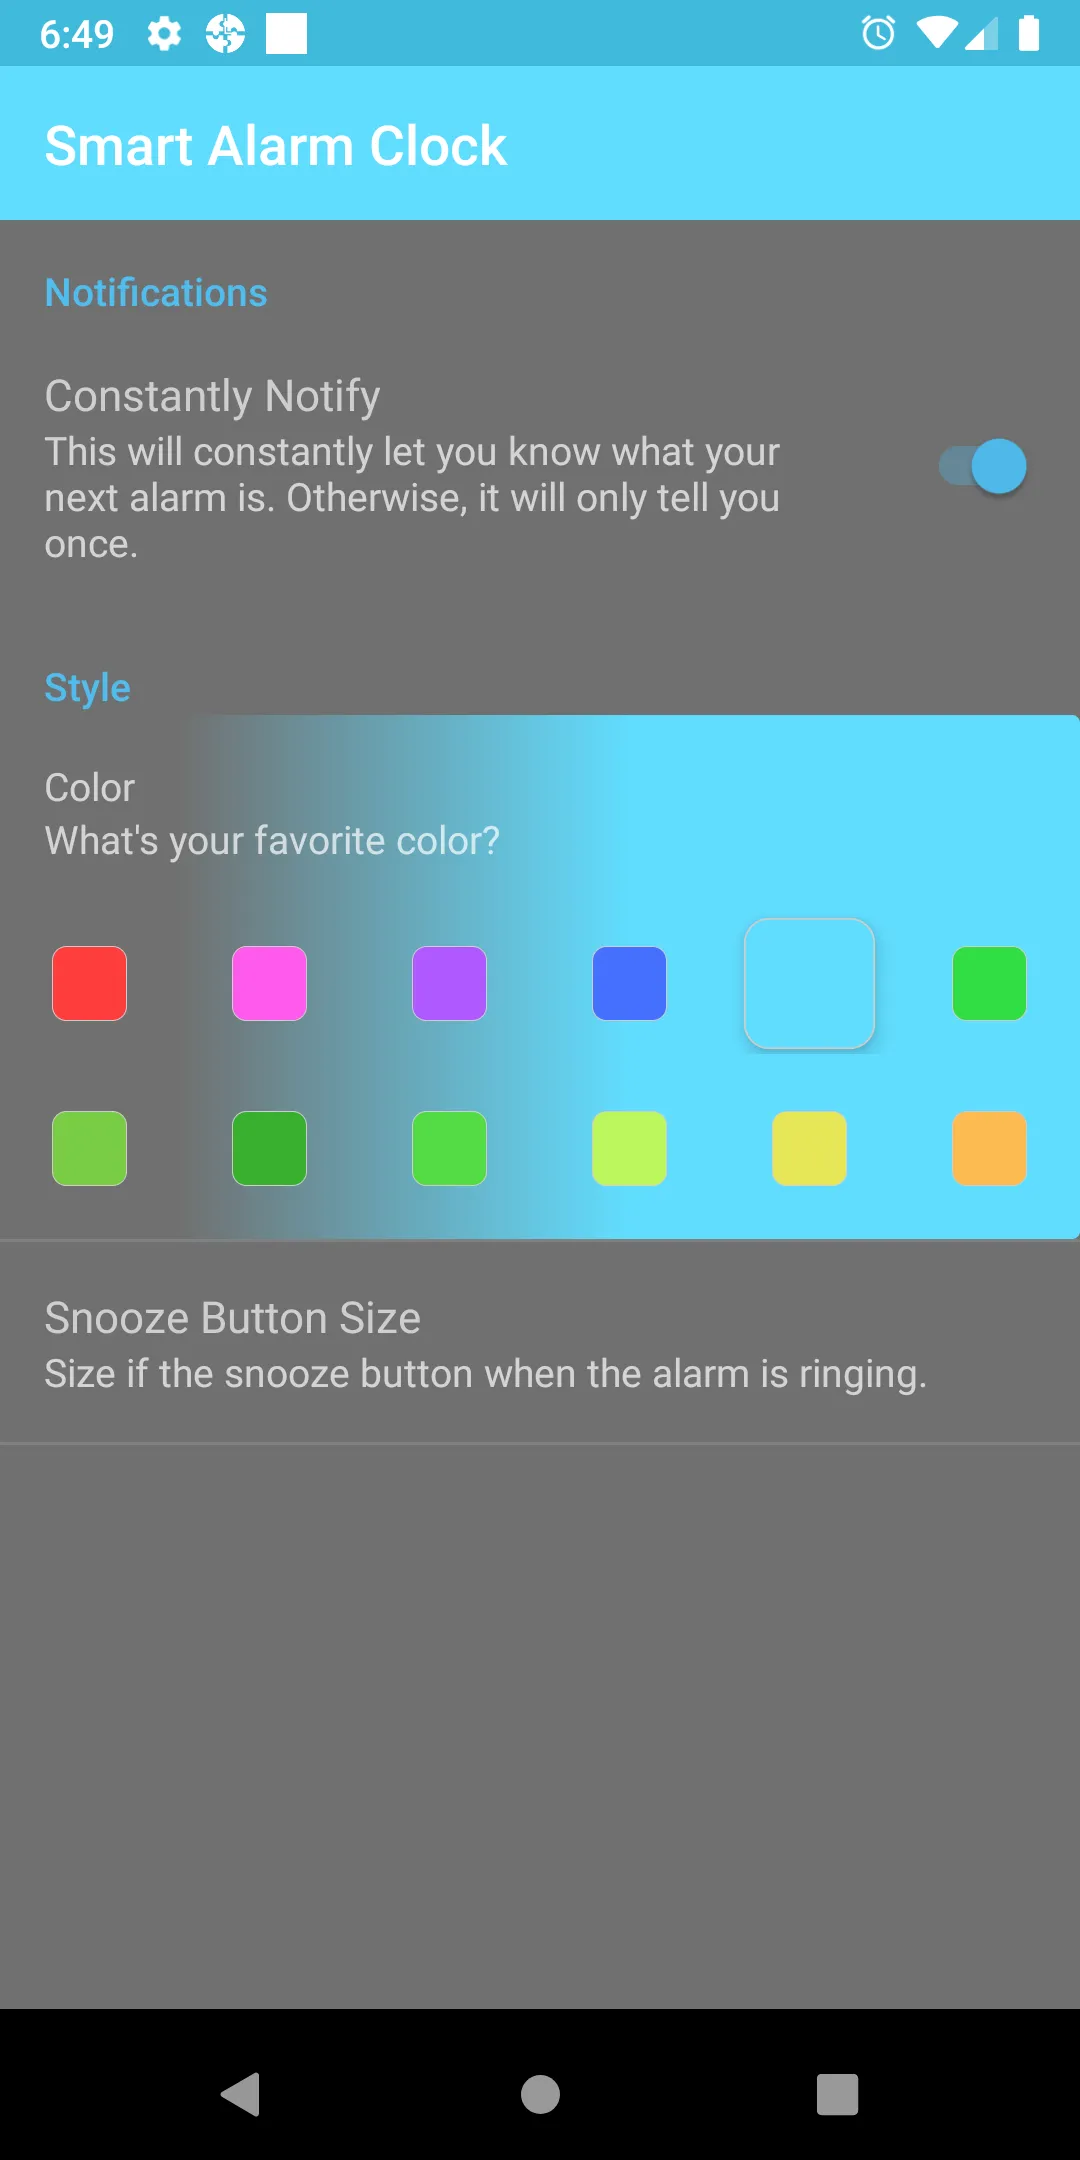 6:49
Smart Alarm Clock
Notifications
Constantly Notify
This will constantly let you know what your
next alarm is. Otherwise, it will only tell you
once.
Style
Color
What's your favorite color?
Snooze Button Size
Size if the snooze button when the alarm is ringing.